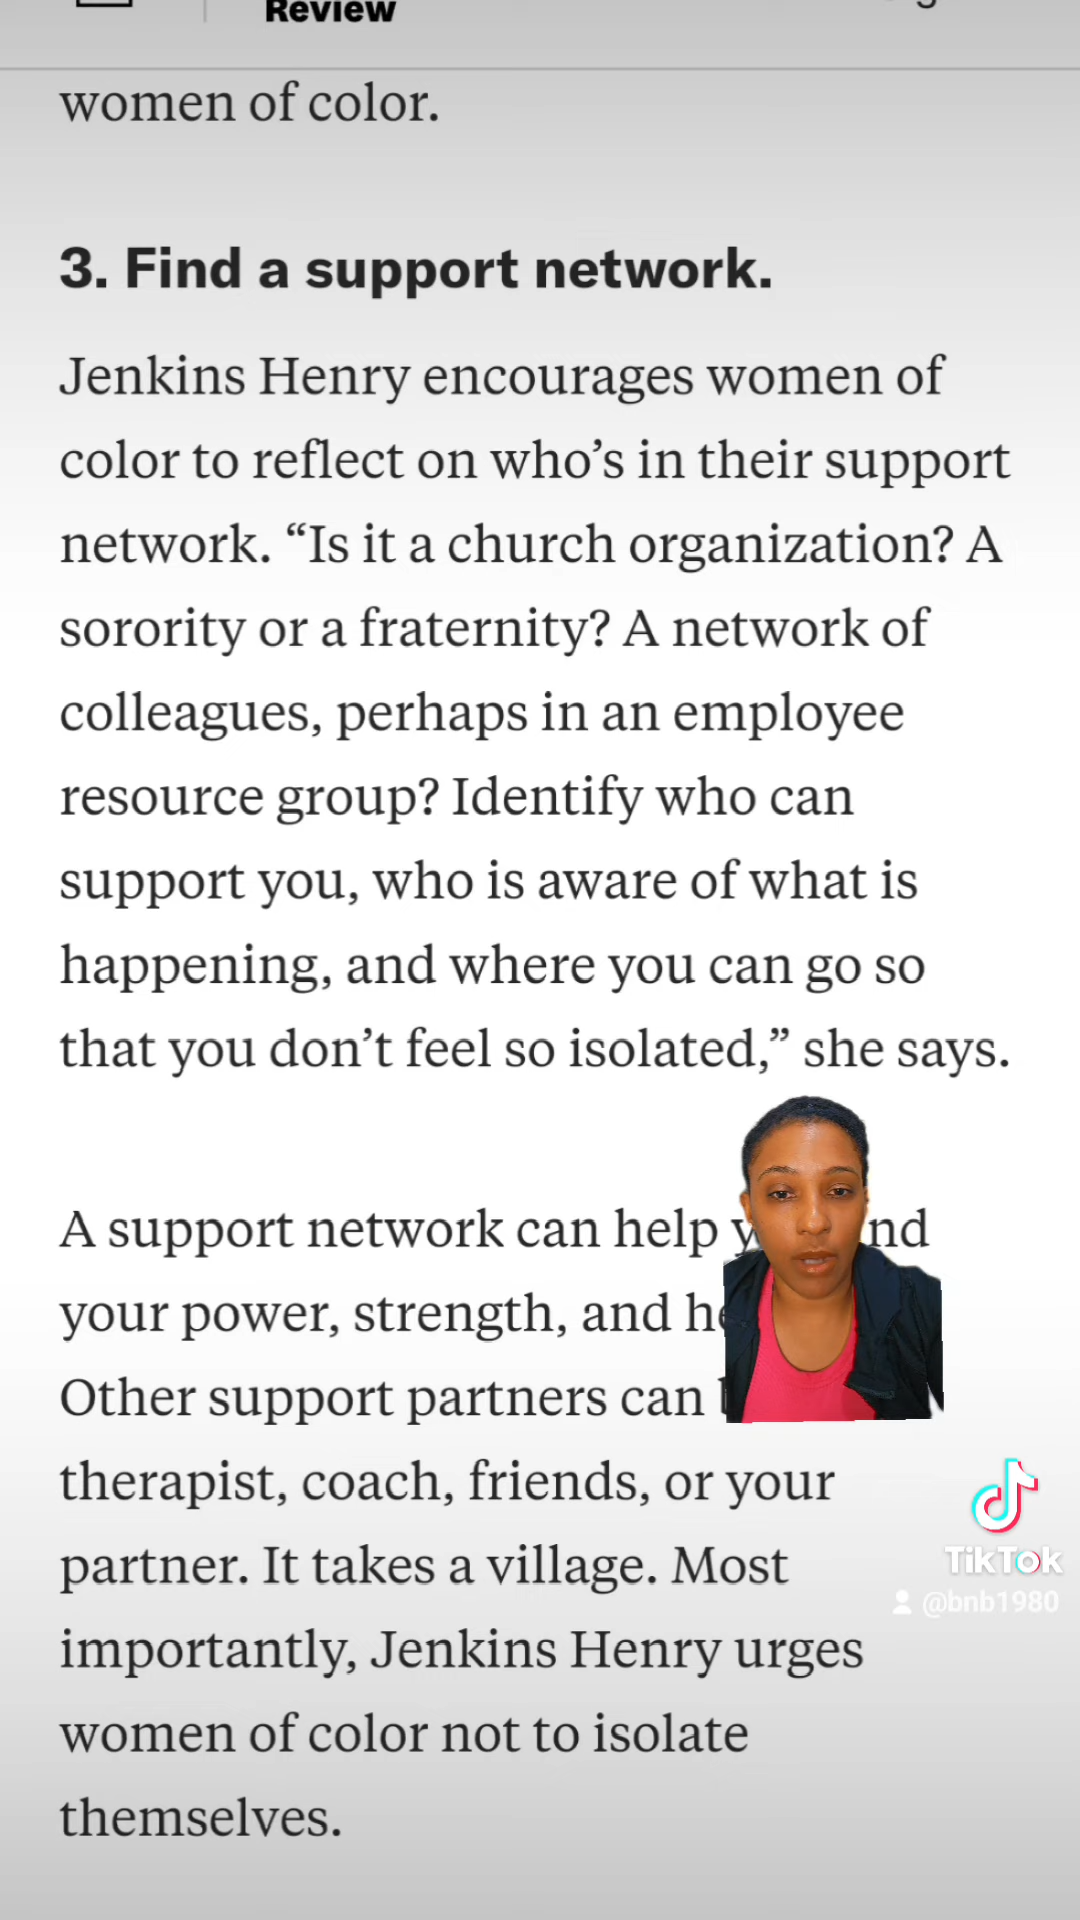 Review
women of color.
3. Find a support network.
Jenkins Henry encourages women of
color to reflect on who’s in their support
network. “Is it a church organization? A
sorority or a fraternity? A network of
colleagues, perhaps in an employee
resource group? Identify who can
support you, who is aware of what is
happening, and where you can go so
that you don’t feel so isolated,” she says.
A support network can help
your power, strength, and
Other support partners can
therapist, coach, friends, or your
partner. It takes a village. Most
importantly, Jenkins Henry urges
women of color not to isolate
themselves.
TikTok
@bnb1980